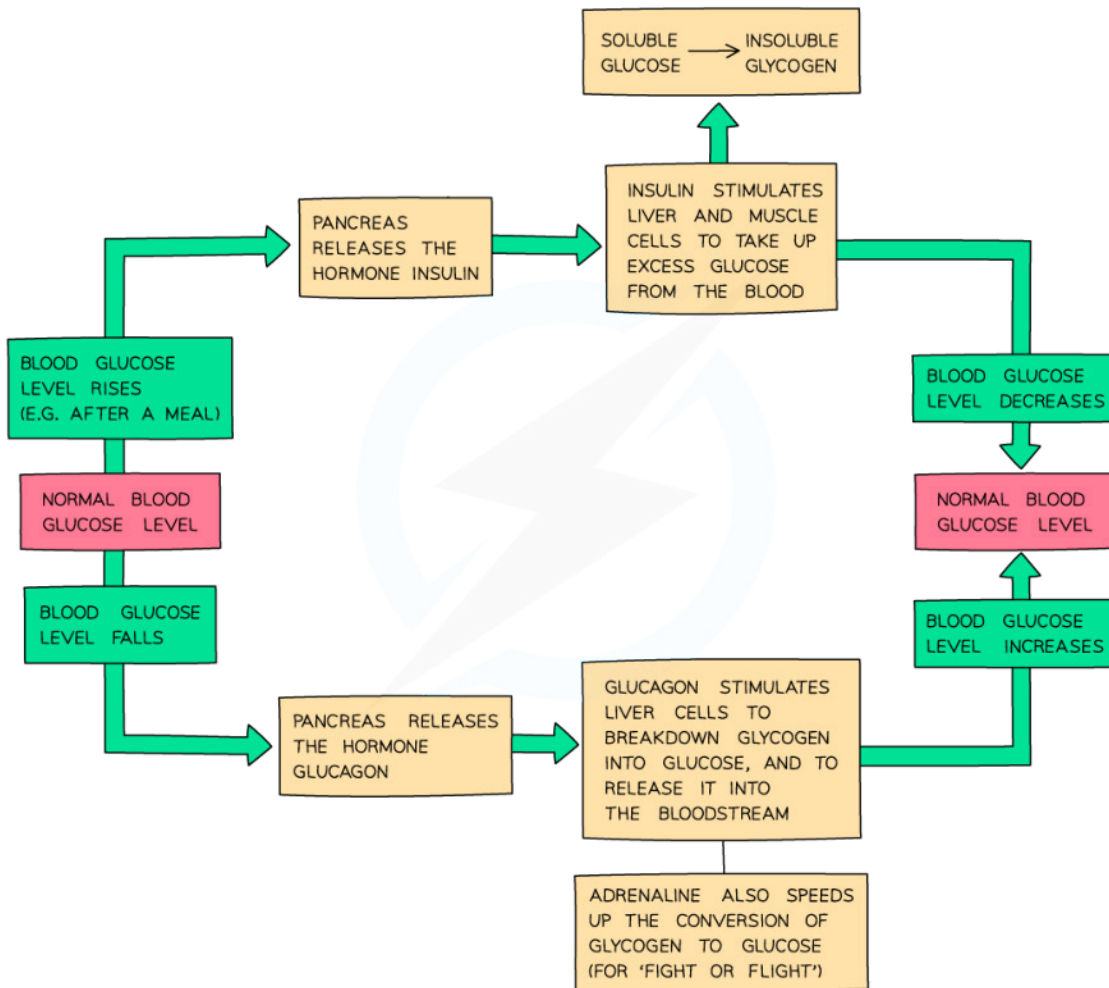 SOLUBLE GLUCOSE → INSOLUBLE GLYCOGEN
PANCREAS
RELEASES THE
HORMONE INSULIN
INSULIN STIMULATES
LIVER AND MUSCLE
CELLS TO TAKE UP
EXCESS GLUCOSE
FROM THE BLOOD
BLOOD GLUCOSE
LEVEL RISES
(E.G. AFTER A MEAL)
BLOOD GLUCOSE
LEVEL DECREASES
NORMAL BLOOD
GLUCOSE LEVEL
NORMAL BLOOD
GLUCOSE LEVEL
BLOOD GLUCOSE
LEVEL FALLS
BLOOD GLUCOSE
LEVEL INCREASES
PANCREAS RELEASES
THE HORMONE
GLUCAGON
GLUCAGON STIMULATES
LIVER CELLS TO
BREAKDOWN GLYCOGEN
INTO GLUCOSE, AND TO
RELEASE IT INTO
THE BLOODSTREAM
ADRENALINE ALSO SPEEDS
UP THE CONVERSION OF
GLYCOGEN TO GLUCOSE
(FOR ‘FIGHT OR FLIGHT’)